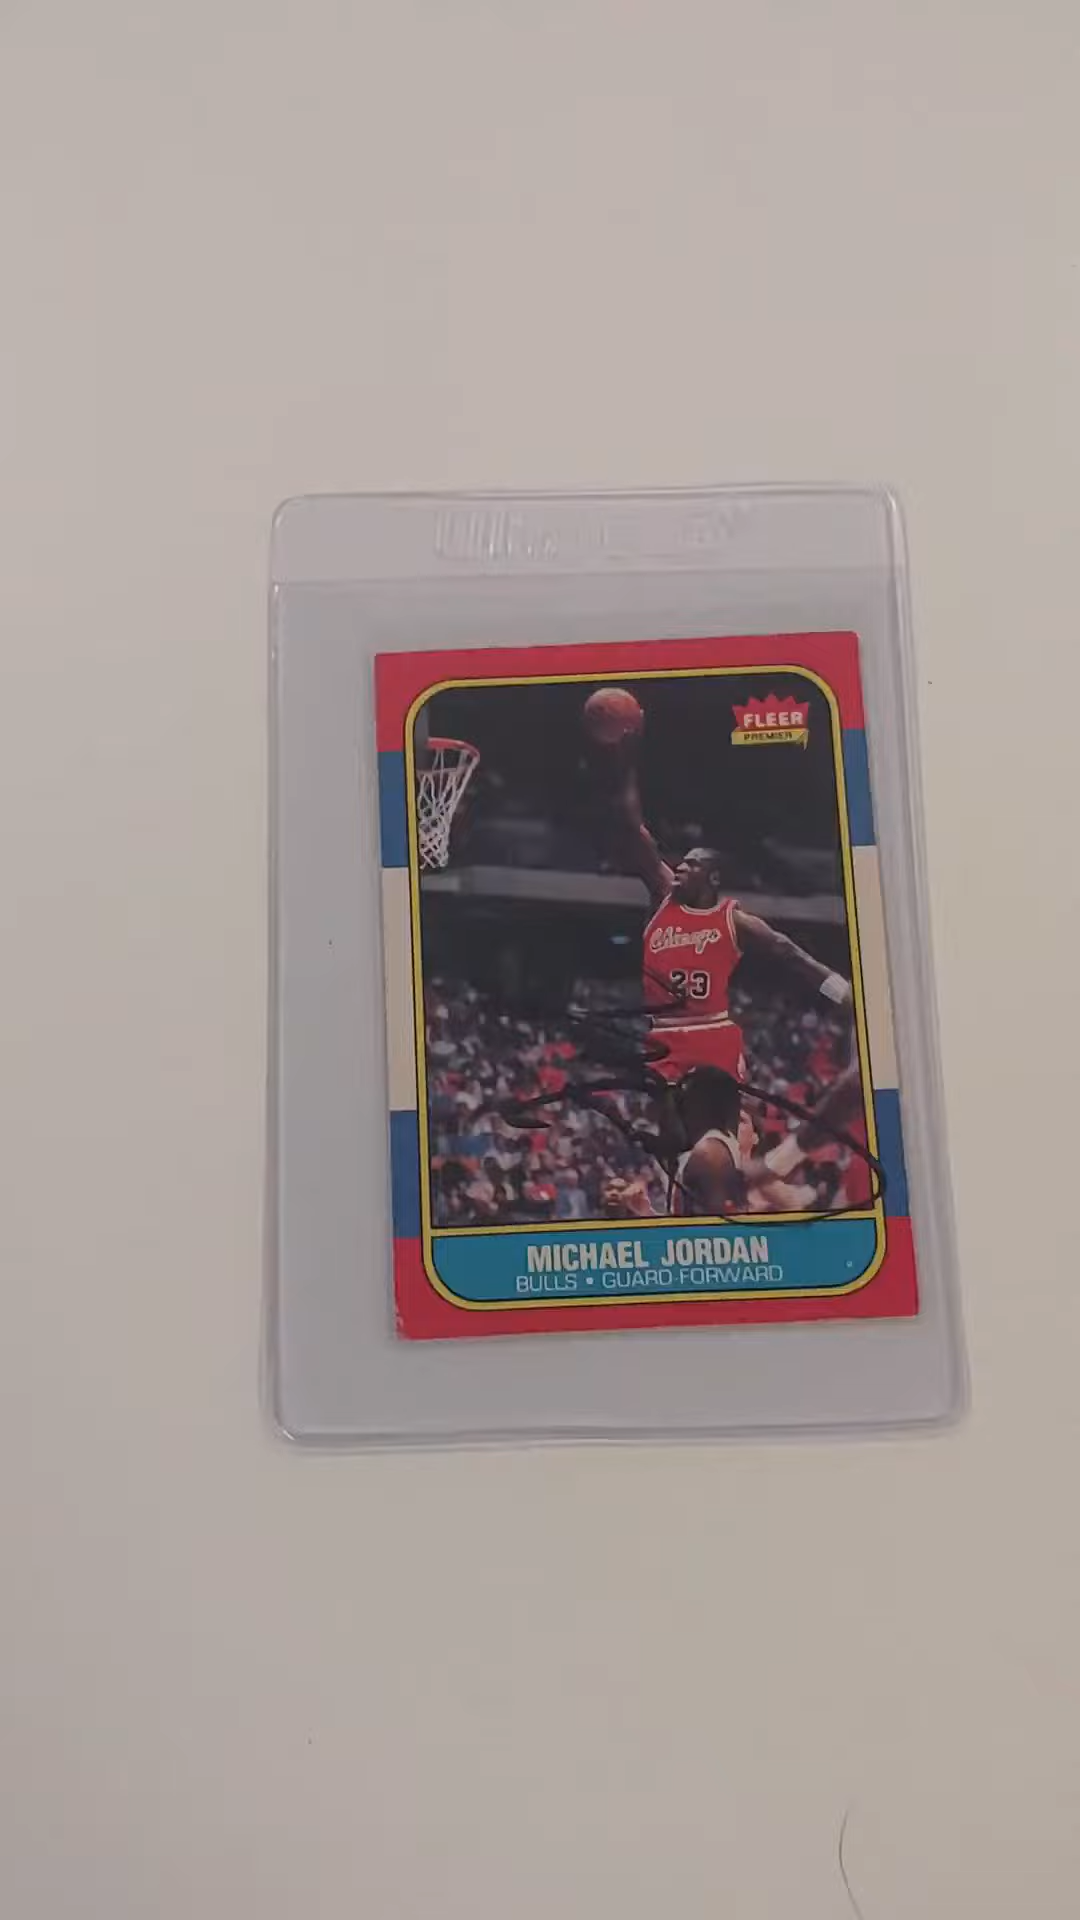 FLEER
PREMIER
Chicago
23
MICHAEL JORDAN
BULLS • GUARD-FORWARD